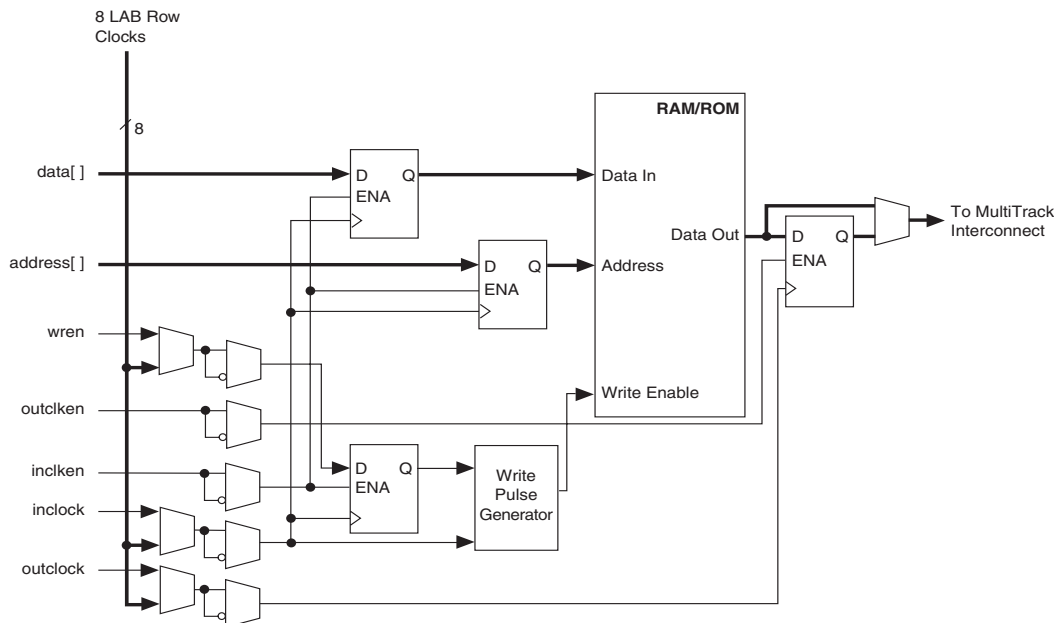 8 LAB Row
Clocks
8
RAM/ROM
data[ ]
D Q
ENA
Data In
To MultiTrack
Interconnect
Data Out
D Q
ENA
address[ ]
D Q
ENA
Address
wren
Write Enable
outclken
inclken
D Q
ENA
Write
Pulse
Generator
inclock
outclock